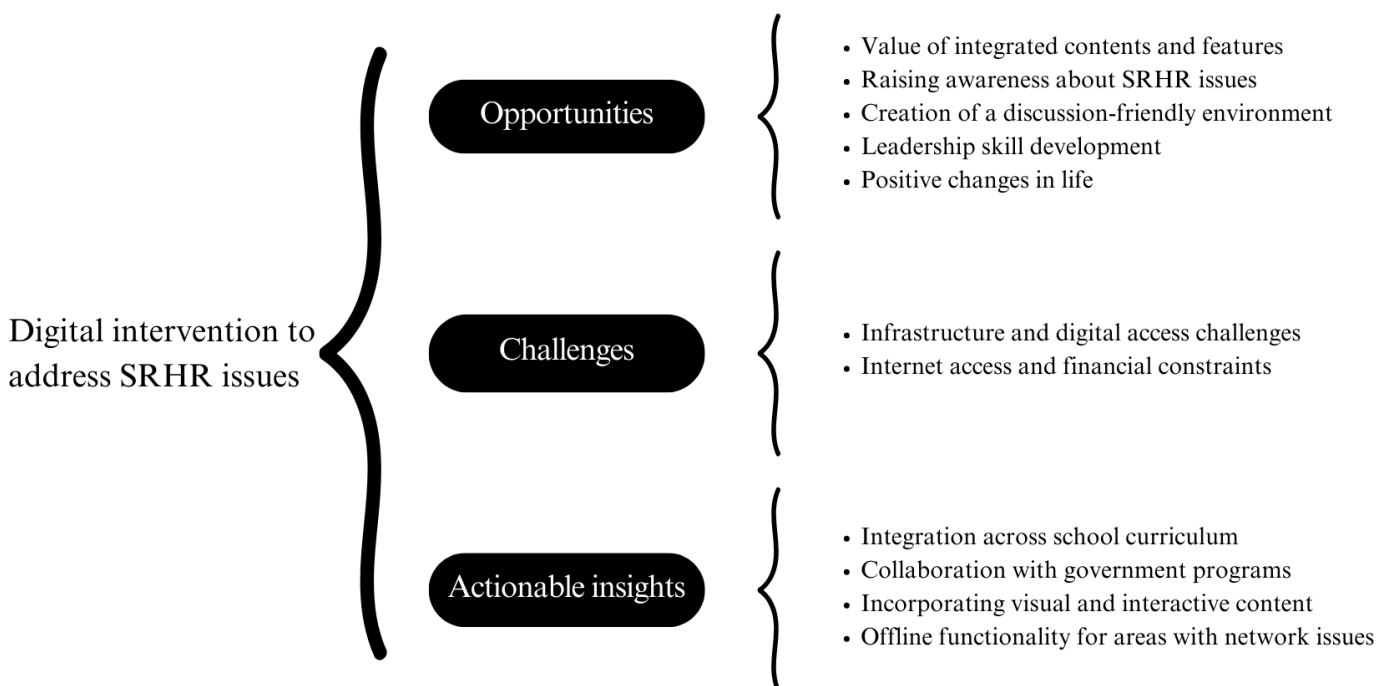 Digital intervention to
address SRHR issues
Opportunities
• Value of integrated contents and features
• Raising awareness about SRHR issues
• Creation of a discussion-friendly environment
• Leadership skill development
• Positive changes in life
Challenges
• Infrastructure and digital access challenges
• Internet access and financial constraints
Actionable insights
• Integration across school curriculum
• Collaboration with government programs
• Incorporating visual and interactive content
• Offline functionality for areas with network issues